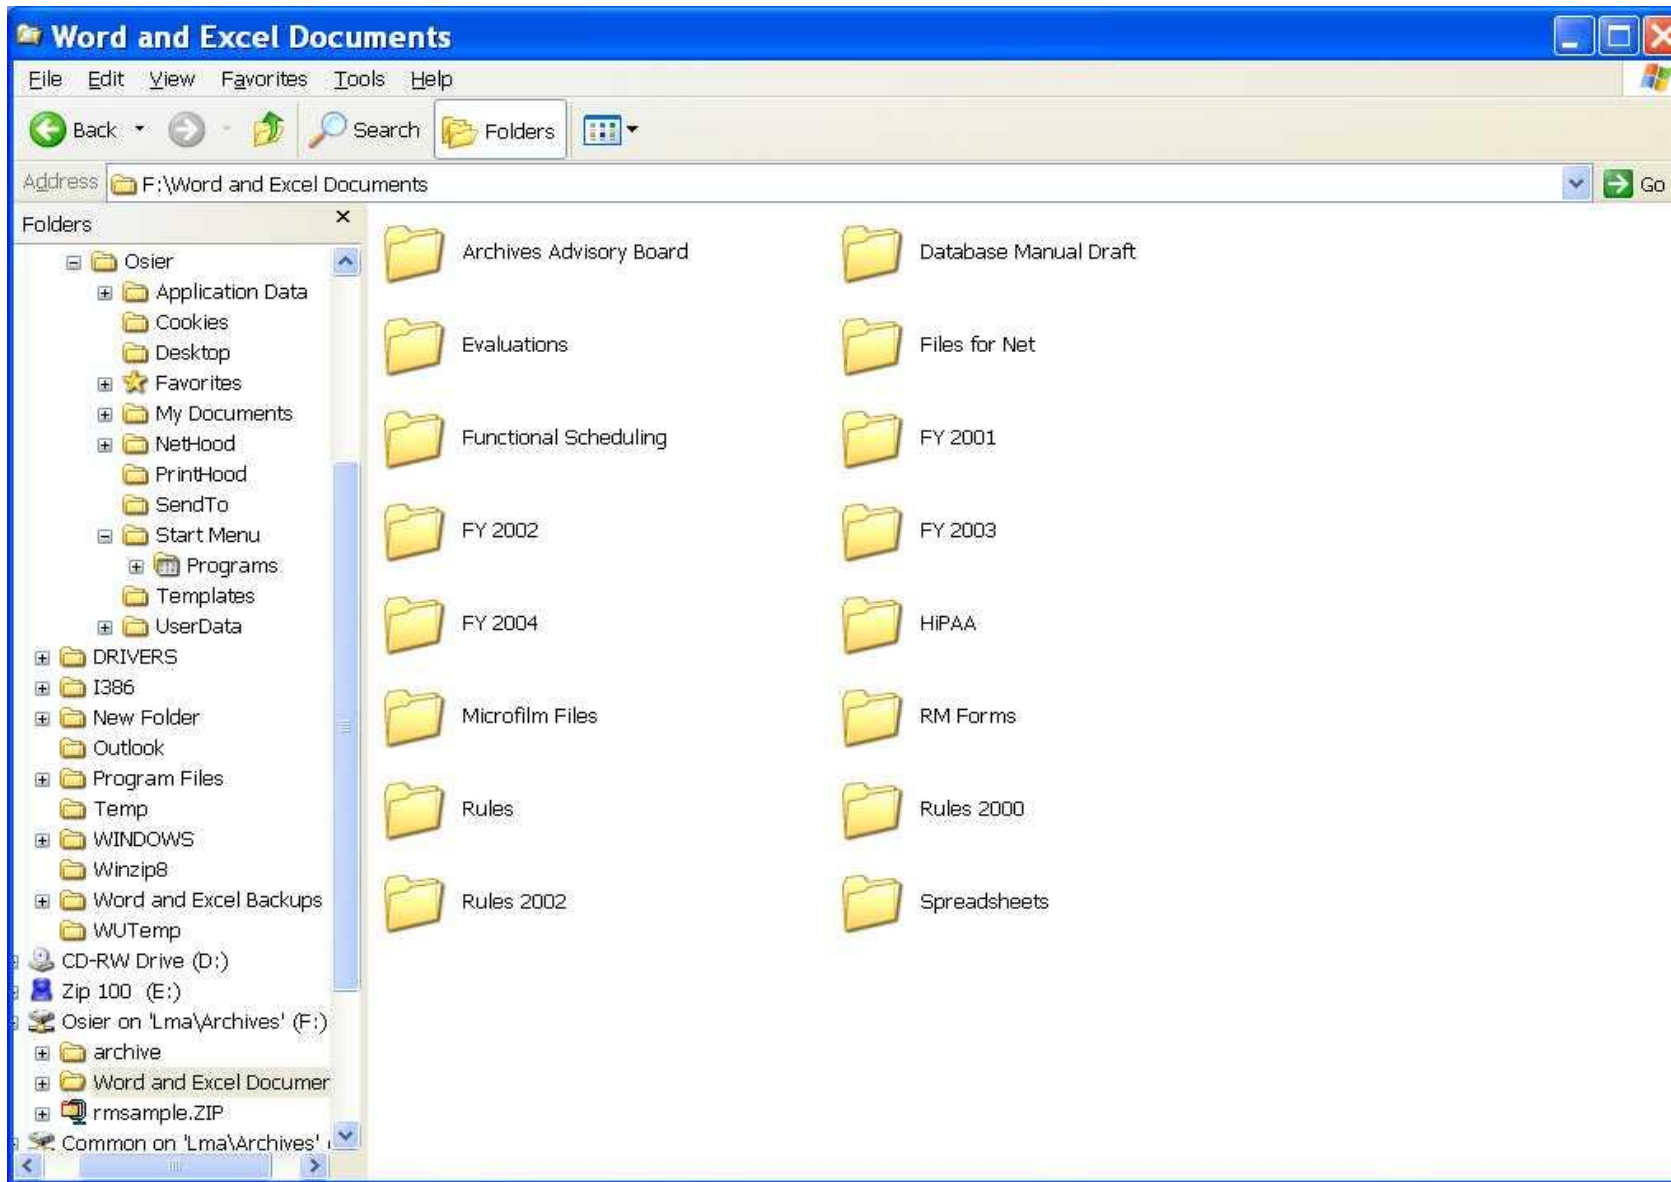 Word and Excel Documents
File Edit View Favorites Tools Help
Back Search Folders
Address F:\Word and Excel Documents Go
Folders
Osier
Application Data
Cookies
Desktop
Favorites
My Documents
NetHood
PrintHood
SendTo
Start Menu
Programs
Templates
UserData
DRIVERS
I386
New Folder
Outlook
Program Files
Temp
WINDOWS
Winzip8
Word and Excel Backups
WUTemp
CD-RW Drive (D:)
Zip 100 (E:)
Osier on 'Lma\Archives' (F:)
archive
Word and Excel Documer
rmsample.ZIP
Common on 'Lma\Archives' (
Archives Advisory Board Database Manual Draft
Evaluations Files for Net
Functional Scheduling FY 2001
FY 2002 FY 2003
FY 2004 HiPAA
Microfilm Files RM Forms
Rules Rules 2000
Rules 2002 Spreadsheets